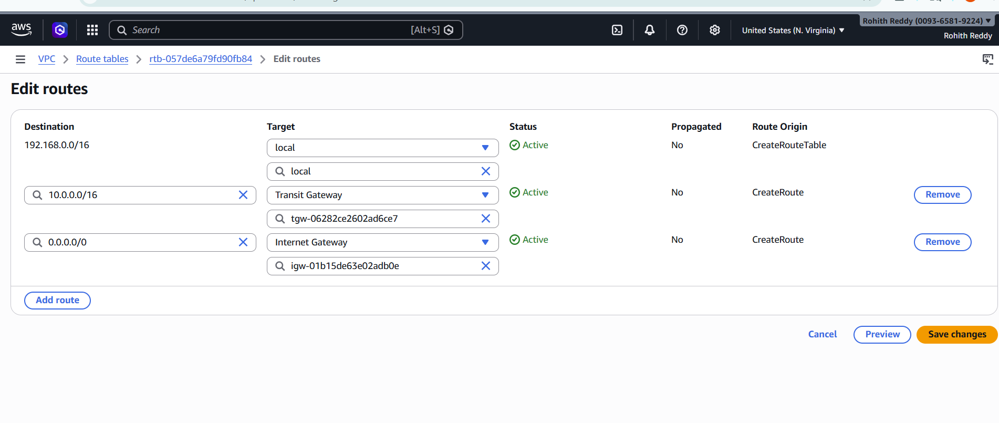 aws
Search [Alt+S]
United States (N. Virginia)
Rohith Reddy (0093-6581-9224)
Rohith Reddy
VPC Route tables rtb-057de6a79fd90fb84 Edit routes
Edit routes
Destination Target Status Propagated Route Origin
192.168.0.0/16 local Active No CreateRouteTable
local
10.0.0.0/16 Transit Gateway Active No CreateRoute Remove
tgw-06282ce2602ad6ce7
0.0.0.0/0 Internet Gateway Active No CreateRoute Remove
igw-01b15de63e02adb0e
Add route
Cancel Preview Save changes